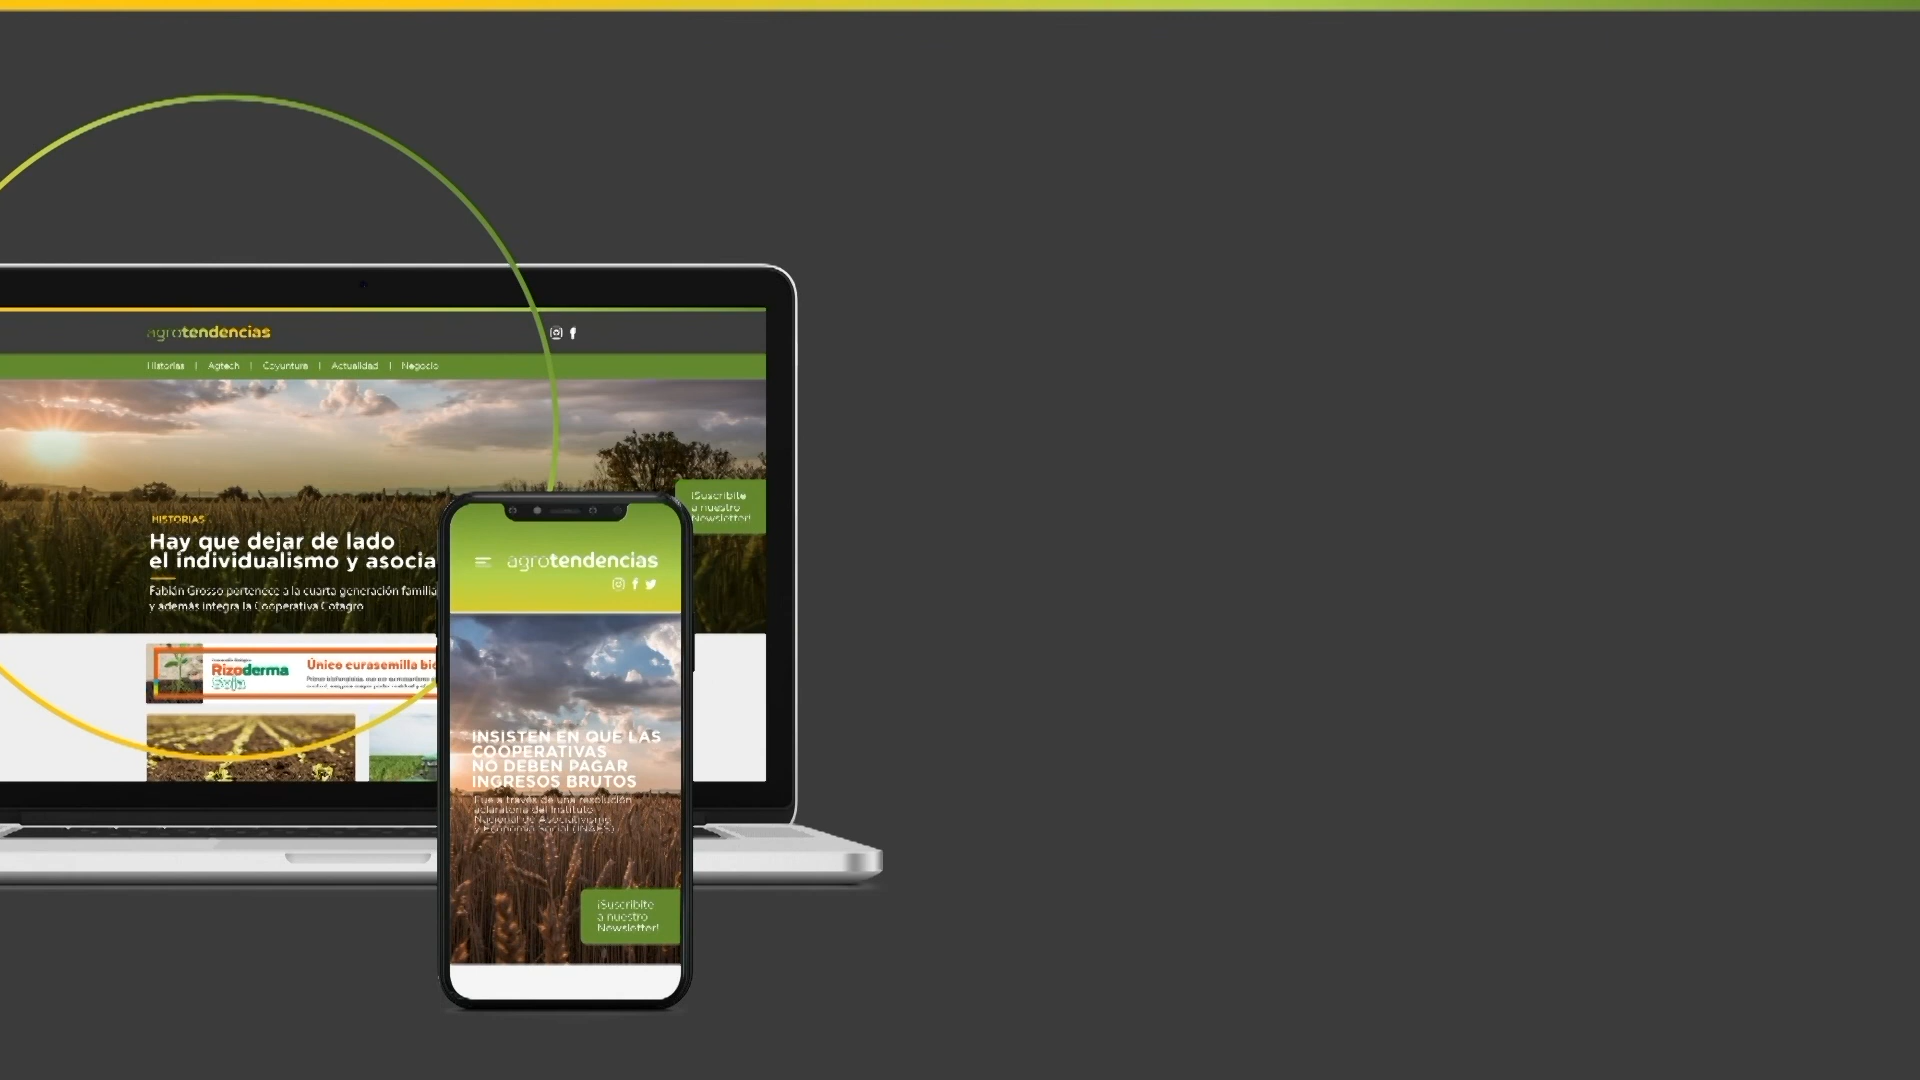 agrotendencias
Historias | Agtech | Coyuntura | Actualidad | Negocio
HISTORIAS
Hay que dejar de lado
el individualismo y asocia
Fabián Grosso pertenece a la cuarta generación familia
y además integra la Cooperativa Cotagro
¡Suscribite
a nuestro
Newsletter!
Rizoderma
Soja
Único curasemilla bio
agrotendencias
INSISTEN EN QUE LAS
COOPERATIVAS
NO DEBEN PAGAR
INGRESOS BRUTOS
Fue a través de una resolución
aclaratoria del Instituto
Nacional de Asociativismo
y Economía Social (INAES)
¡Suscribite
a nuestro
Newsletter!